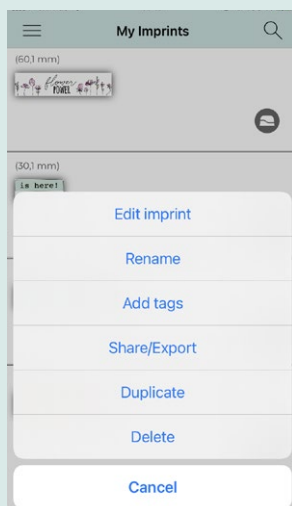 My Imprints
(60,1 mm)
flower
POWER
(30,1 mm)
is here!
Edit imprint
Rename
Add tags
Share/Export
Duplicate
Delete
Cancel